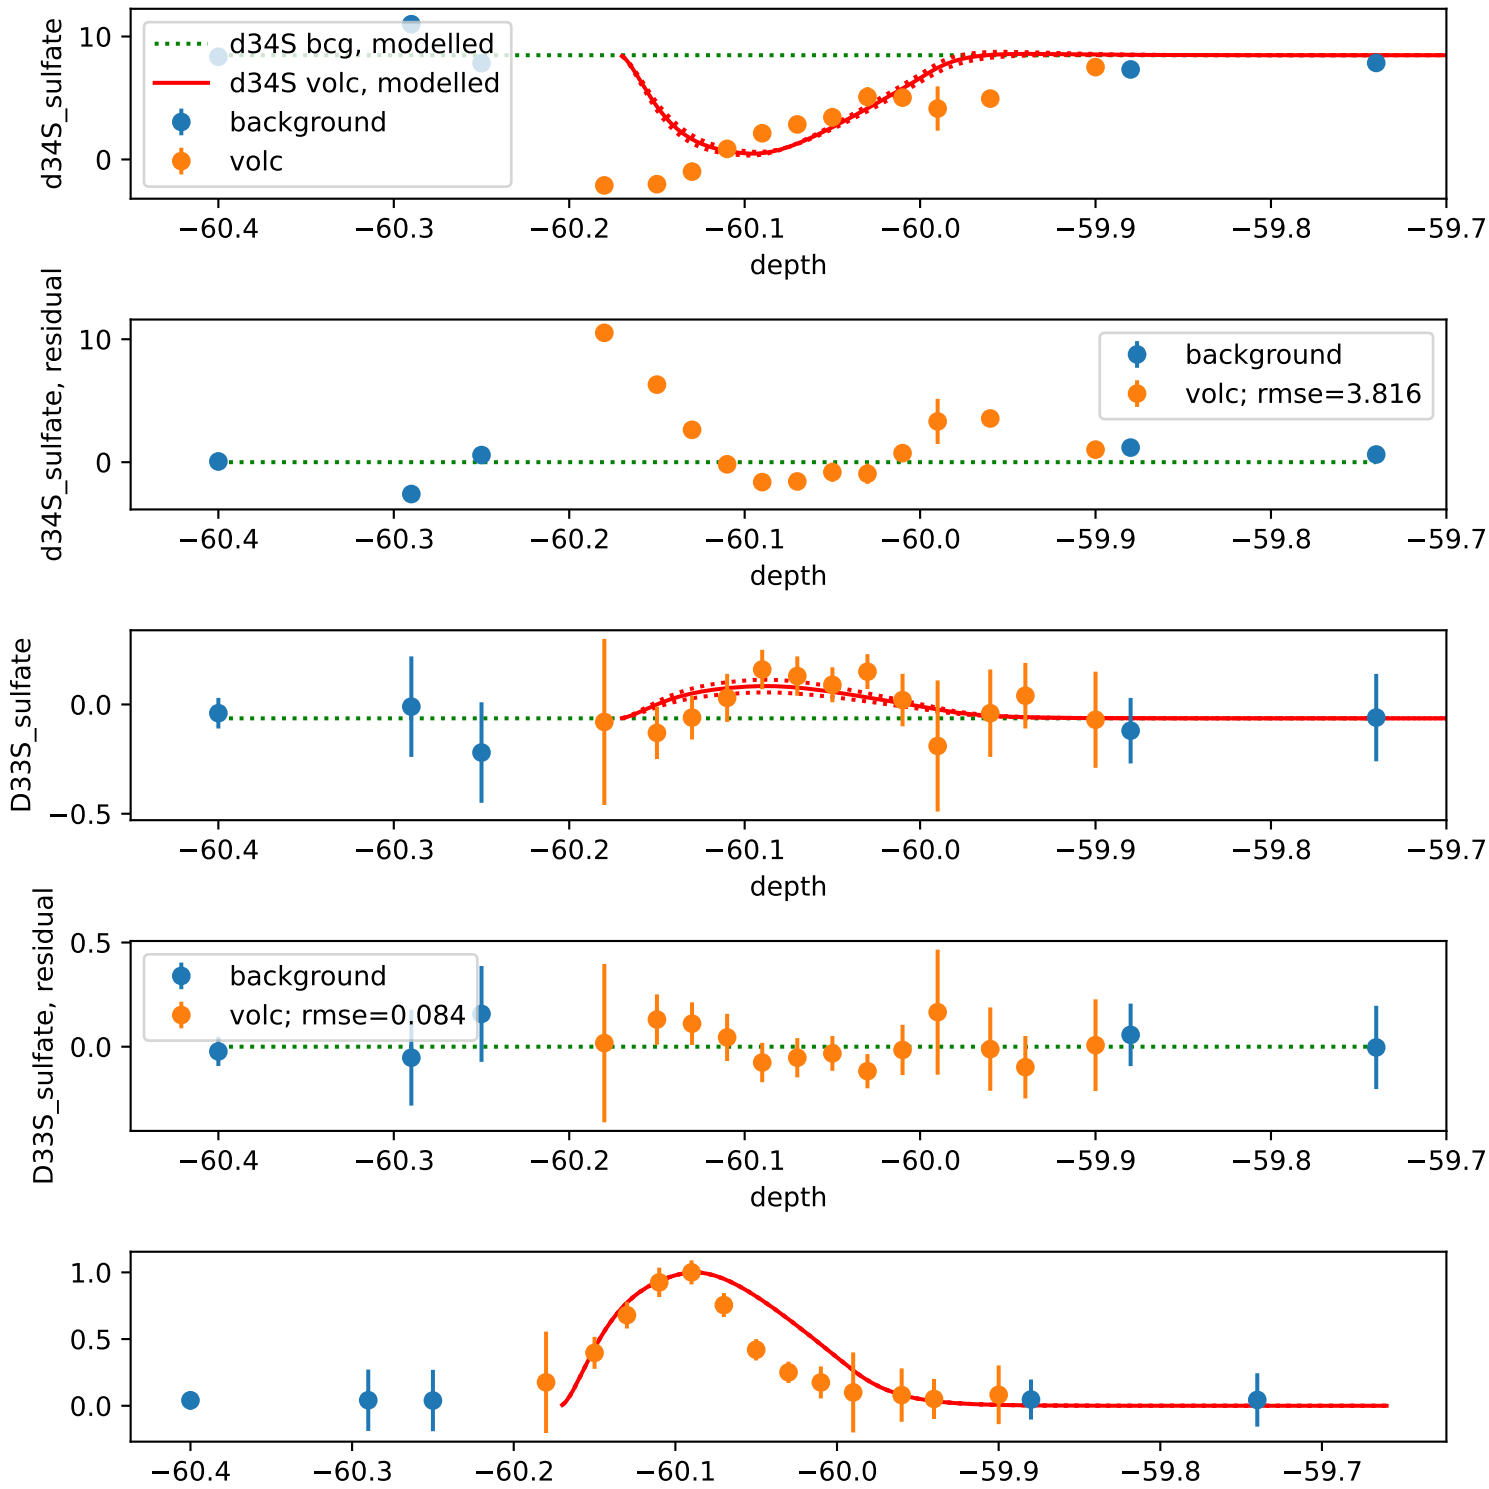 10
0
d34S_sulfate
d34S bcg, modelled
d34S volc, modelled
background
volc
−60.4 −60.3 −60.2 −60.1 −60.0 −59.9 −59.8 −59.7
depth
10
0
d34S_sulfate, residual
background
volc; rmse=3.816
−60.4 −60.3 −60.2 −60.1 −60.0 −59.9 −59.8 −59.7
depth
0.0
−0.5
D33S_sulfate
−60.4 −60.3 −60.2 −60.1 −60.0 −59.9 −59.8 −59.7
depth
0.5
0.0
D33S_sulfate, residual
background
volc; rmse=0.084
−60.4 −60.3 −60.2 −60.1 −60.0 −59.9 −59.8 −59.7
depth
1.0
0.5
0.0
−60.4 −60.3 −60.2 −60.1 −60.0 −59.9 −59.8 −59.7